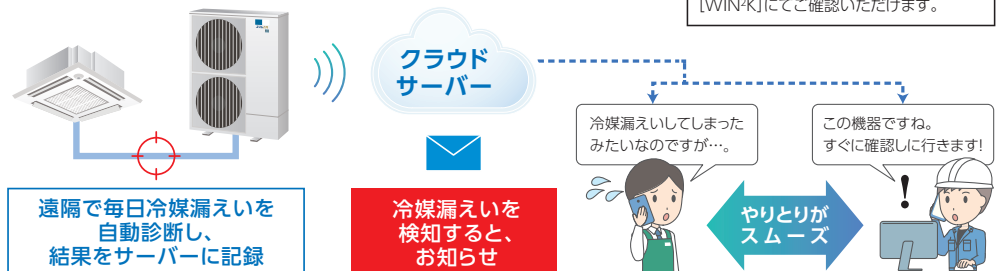 [WIN²K]にてご確認いただけます。
クラウド
サーバー
冷媒漏えいしてしまった
みたいなのですが…。
この機器ですね。
すぐに確認しに行きます!
!
遠隔で毎日冷媒漏えいを
自動診断し、
結果をサーバーに記録
冷媒漏えいを
検知すると、
お知らせ
やりとりが
スムーズ